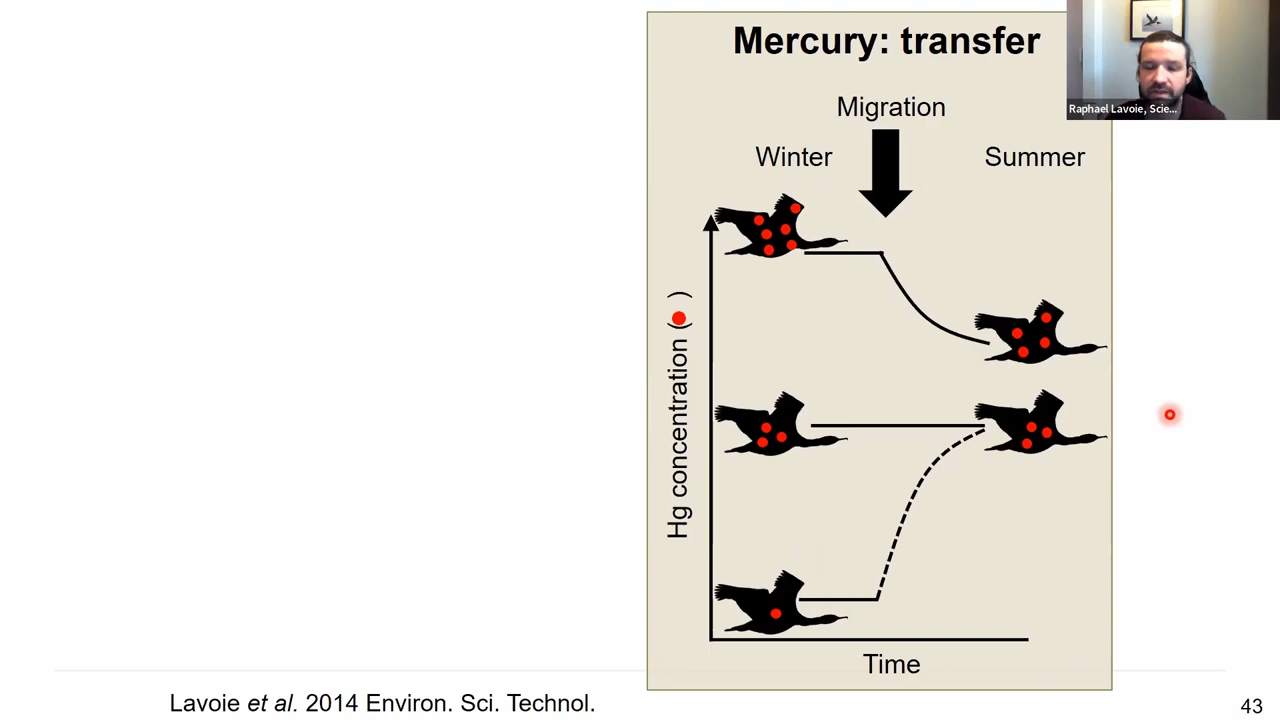 Mercury: transfer
Raphael Lavoie, Scie...
Migration
Winter
Summer
Hg concentration ( )
Time
Lavoie et al. 2014 Environ. Sci. Technol.
43